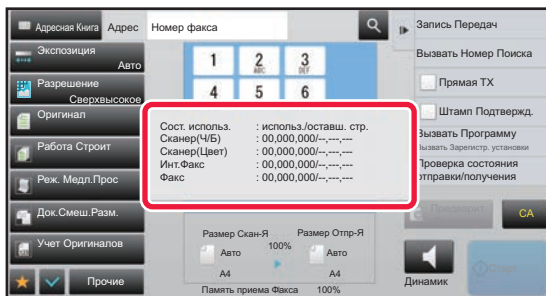 Адресная Книга
Адрес
Номер факса
Запись Передач
Экспозиция
Авто
Вызвать Номер Поиска
Разрешение
Сверхвысокое
Прямая TX
Оригинал
Штамп Подтвержд.
Работа Строит
Вызвать Программу
Вызвать Зарегистр. установки
Реж. Медл.Прос
Проверка состояния
отправки/получения
Док.Смеш.Разм.
Учет Оригиналов
Прочие
1
2 ABC
3 DEF
4
5
6
Сост. использ. : использ./оставш. стр.
Сканер(Ч/Б) : 00,000,000/--,---,---
Сканер(Цвет) : 00,000,000/--,---,---
Инт.Факс : 00,000,000/--,---,---
Факс : 00,000,000/--,---,---
Размер Скан-Я
Размер Отпр-Я
100%
Авто
Авто
A4
A4
Память приема Факса 100%
CA
Динамик